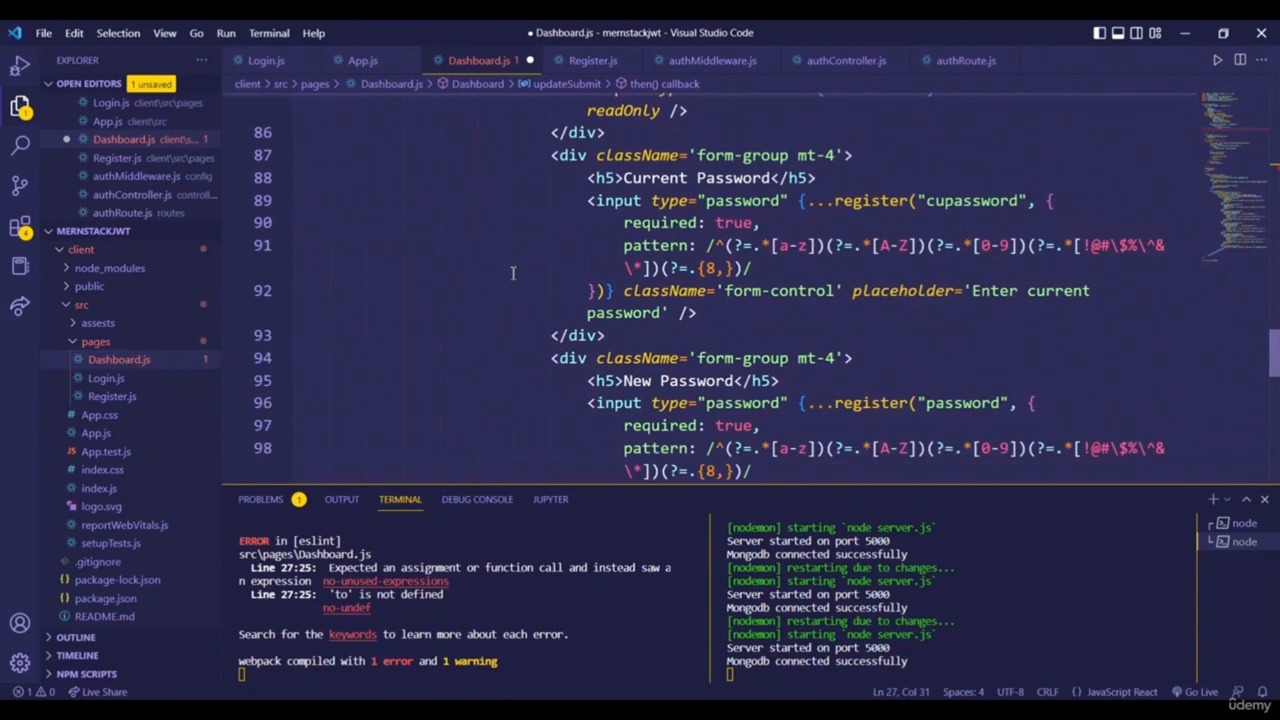 File Edit Selection View Go Run Terminal Help
● Dashboard.js - mernstackjwt - Visual Studio Code
EXPLORER
OPEN EDITORS 1 unsaved
Login.js client\src\pages
App.js client\src
Dashboard.js client\s... 1
Register.js client\src\pages
authMiddleware.js config
authController.js controll...
authRoute.js routes
MERNSTACKJWT
client
node_modules
public
src
assests
pages
Dashboard.js 1
Login.js
Register.js
App.css
App.js
App.test.js
index.css
index.js
logo.svg
reportWebVitals.js
setupTests.js
.gitignore
package-lock.json
package.json
README.md
OUTLINE
TIMELINE
NPM SCRIPTS
Login.js App.js Dashboard.js 1 Register.js authMiddleware.js authController.js authRoute.js
client > src > pages > Dashboard.js > Dashboard > updateSubmit > then() callback
readOnly />
86 </div>
87 <div className='form-group mt-4'>
88 <h5>Current Password</h5>
89 <input type="password" {...register("cupassword", {
90 required: true,
91 pattern: /^(?=.*[a-z])(?=.*[A-Z])(?=.*[0-9])(?=.*[!@#\$%\^&
\*])(?=.{8,})/
92 })} className='form-control' placeholder='Enter current
password' />
93 </div>
94 <div className='form-group mt-4'>
95 <h5>New Password</h5>
96 <input type="password" {...register("password", {
97 required: true,
98 pattern: /^(?=.*[a-z])(?=.*[A-Z])(?=.*[0-9])(?=.*[!@#\$%\^&
\*])(?=.{8,})/
PROBLEMS 1 OUTPUT TERMINAL DEBUG CONSOLE JUPYTER
ERROR in [eslint]
src\pages\Dashboard.js
Line 27:25: Expected an assignment or function call and instead saw a
n expression no-unused-expressions
Line 27:25: 'to' is not defined
no-undef
Search for the keywords to learn more about each error.
webpack compiled with 1 error and 1 warning
[nodemon] starting `node server.js`
Server started on port 5000
Mongodb connected successfully
[nodemon] restarting due to changes...
[nodemon] starting `node server.js`
Server started on port 5000
Mongodb connected successfully
[nodemon] restarting due to changes...
[nodemon] starting `node server.js`
Server started on port 5000
Mongodb connected successfully
node
node
1 0 Live Share
Ln 27, Col 31 Spaces: 4 UTF-8 CRLF {} JavaScript React Go Live
udemy